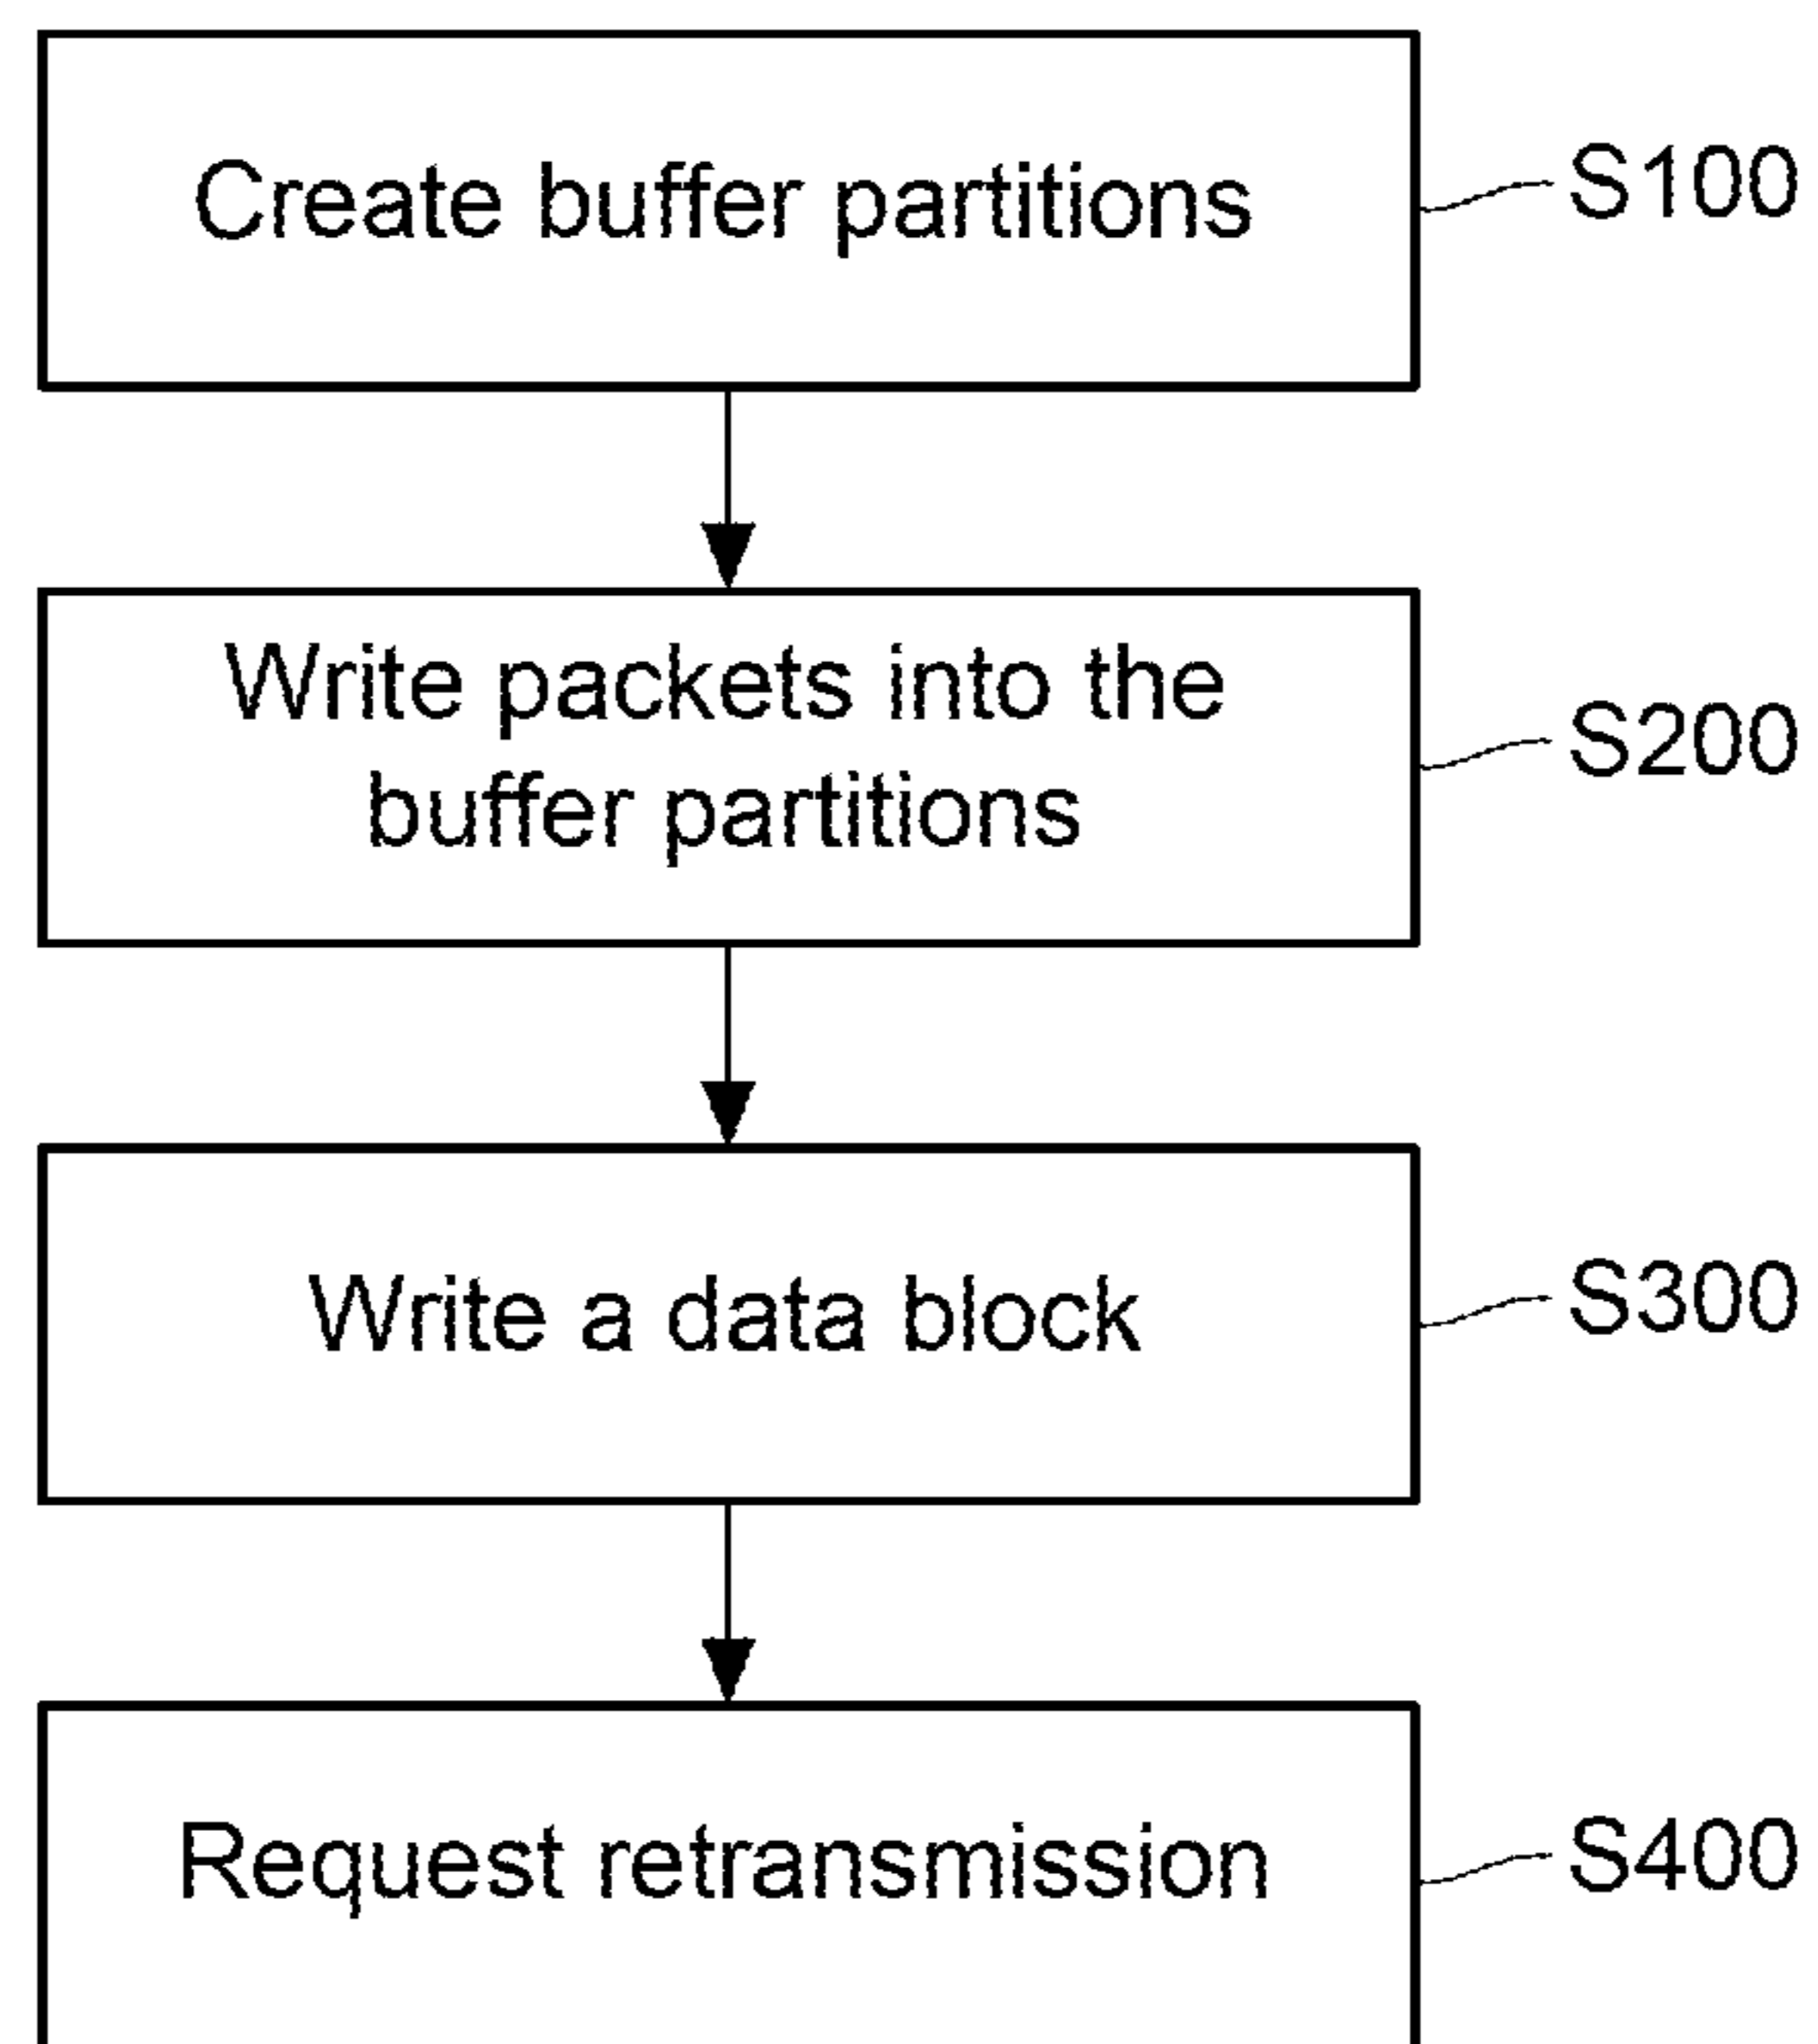 Create buffer partitions
S100
Write packets into the
buffer partitions
S200
Write a data block
S300
Request retransmission
S400